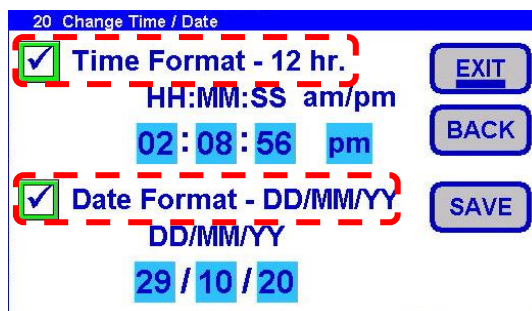 20 Change Time / Date
Time Format - 12 hr.
HH:MM:SS am/pm
02:08:56 pm
Date Format - DD/MM/YY
DD/MM/YY
29/10/20
EXIT
BACK
SAVE